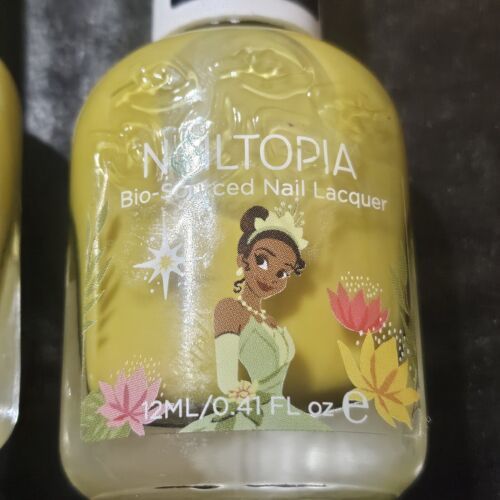 NAILTOPIA
Bio-Sourced Nail Lacquer
12ML/0.41 FL oz ℮